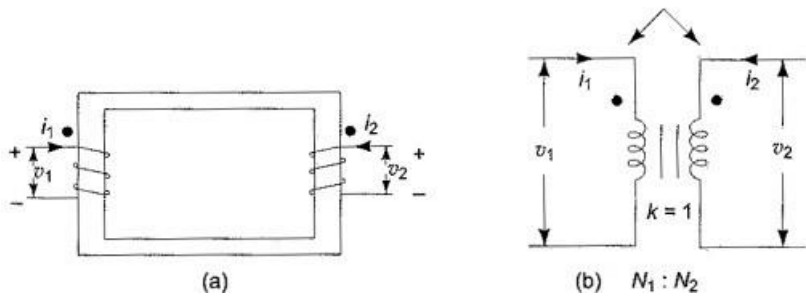 i₁ i₂
+ v₁ − v₂ + −
(a)
i₁ i₂
v₁ v₂
k = 1
(b) N₁ : N₂